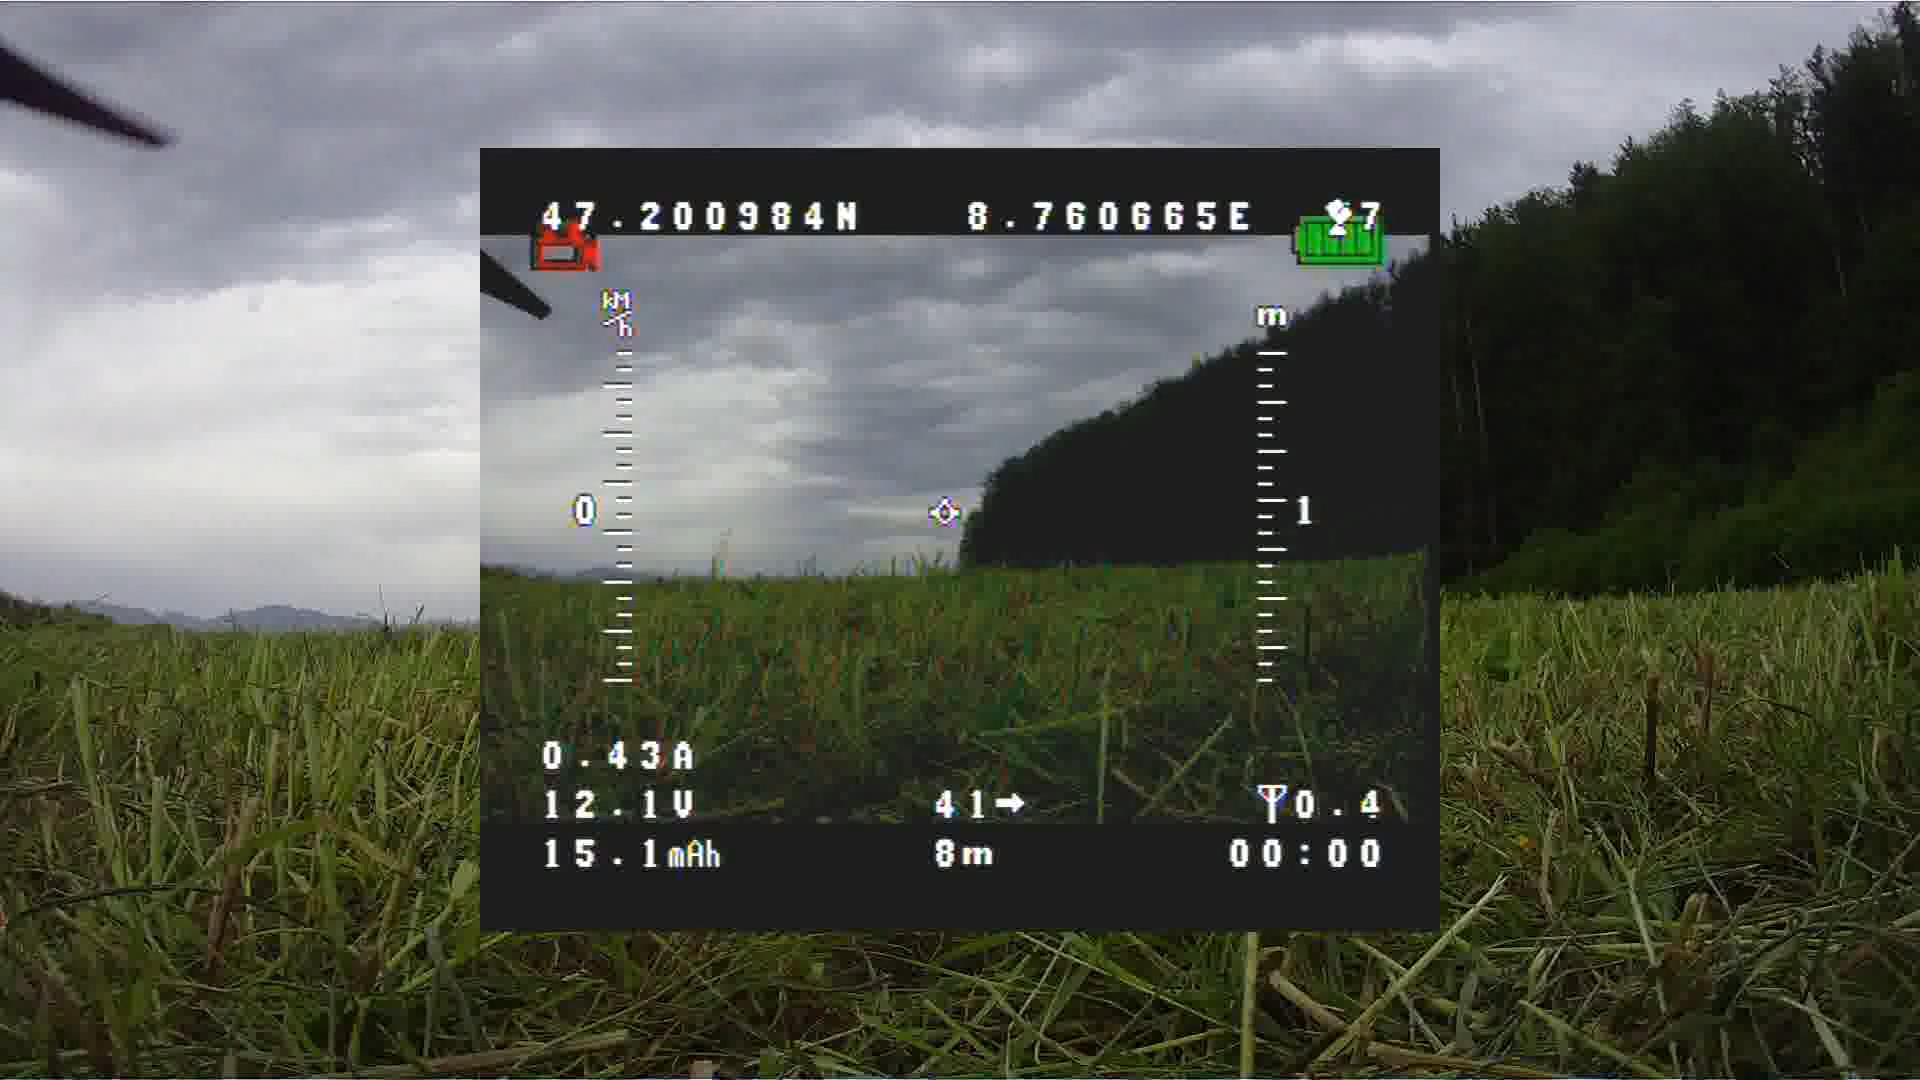 47.200984N 8.760665E 7
kM/h m
0 1
0.43A
12.1V 41→ 0.4
15.1mAh 8m 00:00